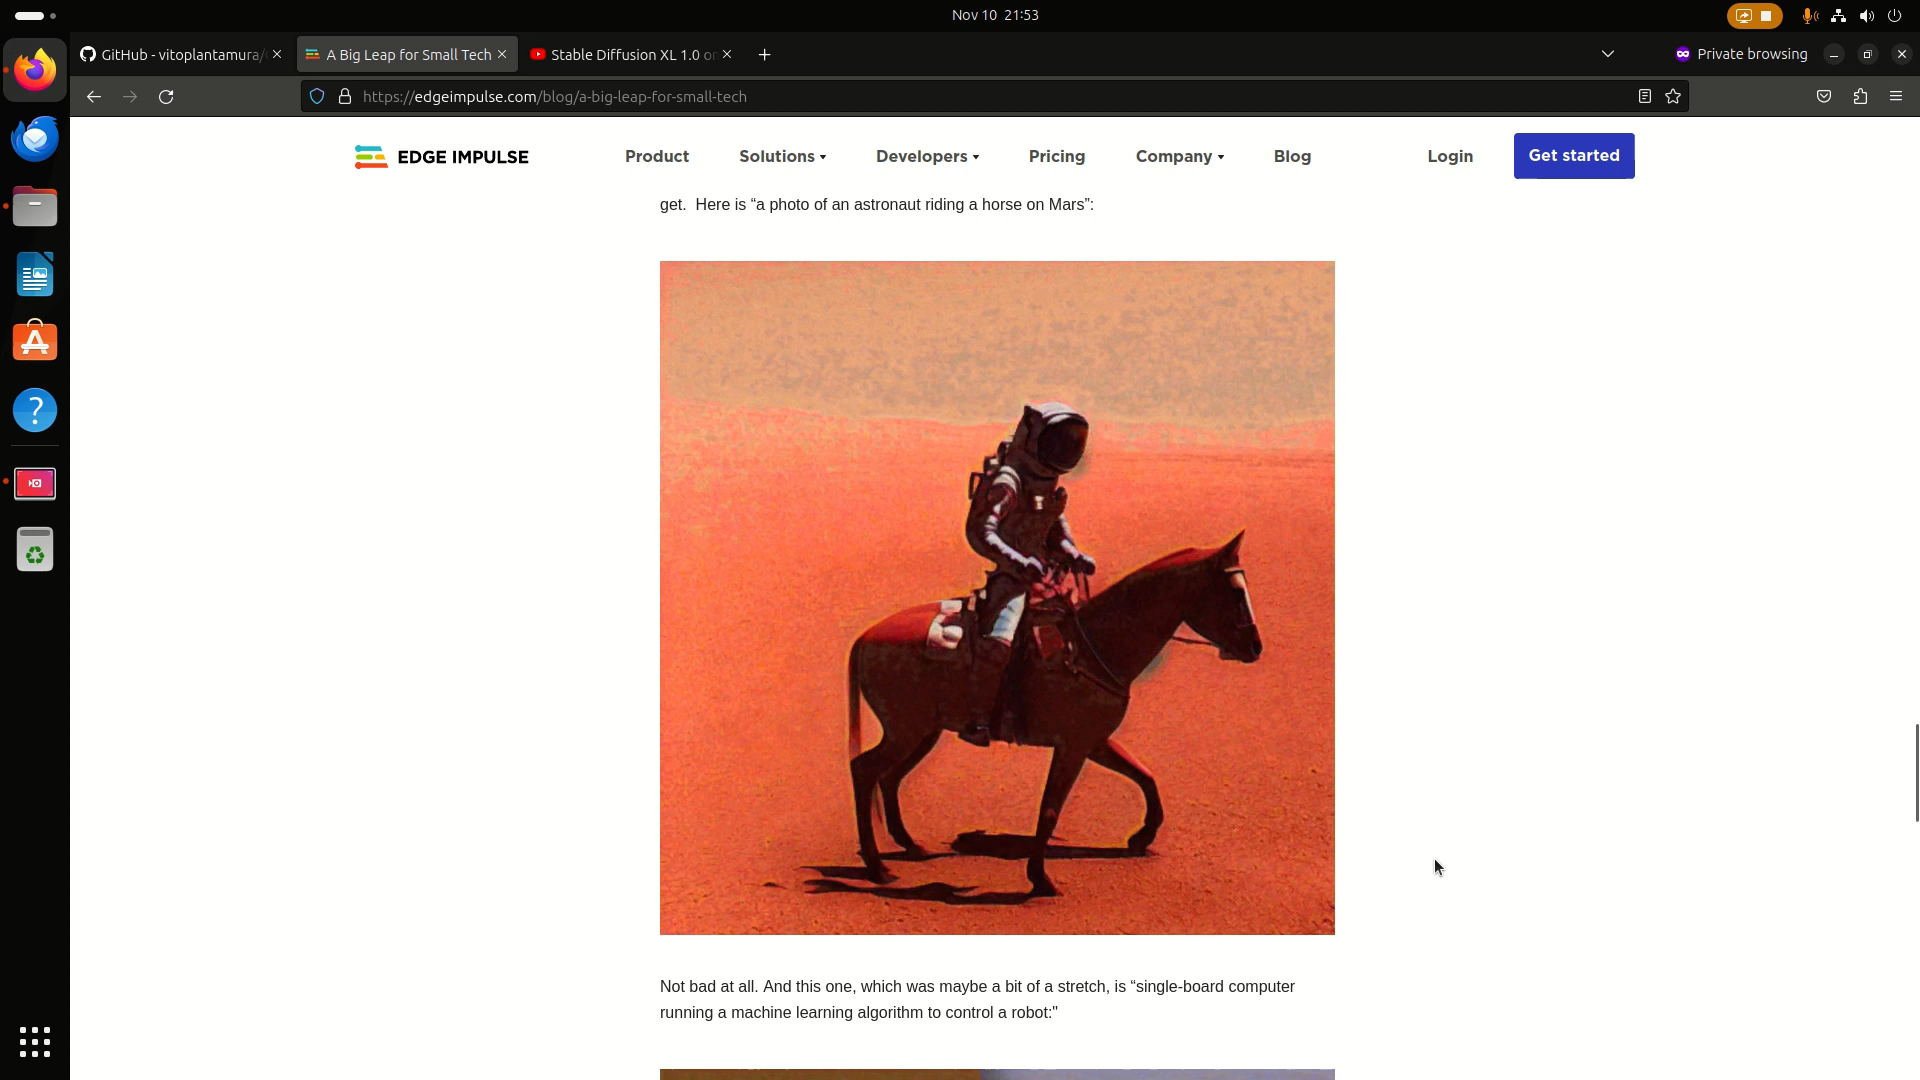 Nov 10 21:53
GitHub - vitoplantamura/
A Big Leap for Small Tech
Stable Diffusion XL 1.0 o
Private browsing
https://edgeimpulse.com/blog/a-big-leap-for-small-tech
EDGE IMPULSE
Product
Solutions
Developers
Pricing
Company
Blog
Login
Get started
get. Here is “a photo of an astronaut riding a horse on Mars”:
Not bad at all. And this one, which was maybe a bit of a stretch, is “single-board computer
running a machine learning algorithm to control a robot:"